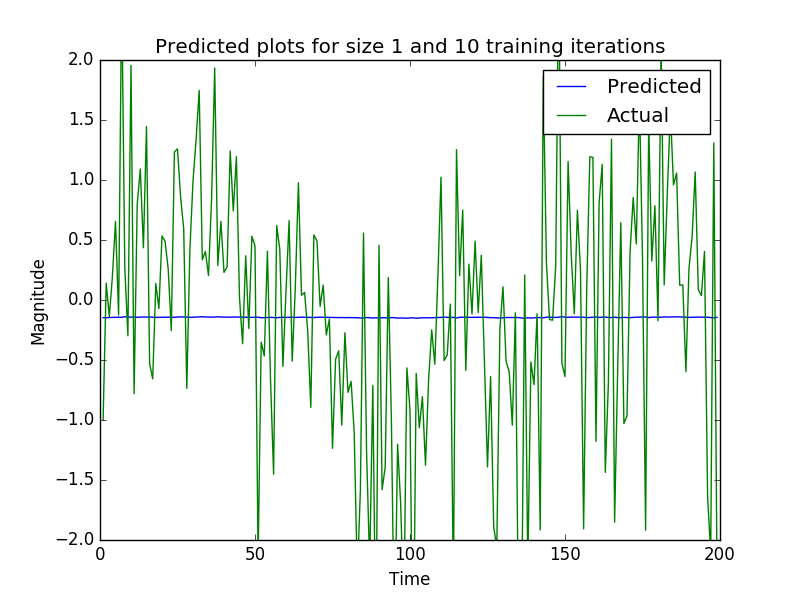 Predicted plots for size 1 and 10 training iterations
Predicted
Actual
2.0
1.5
1.0
0.5
0.0
−0.5
−1.0
−1.5
−2.0
Magnitude
0 50 100 150 200
Time